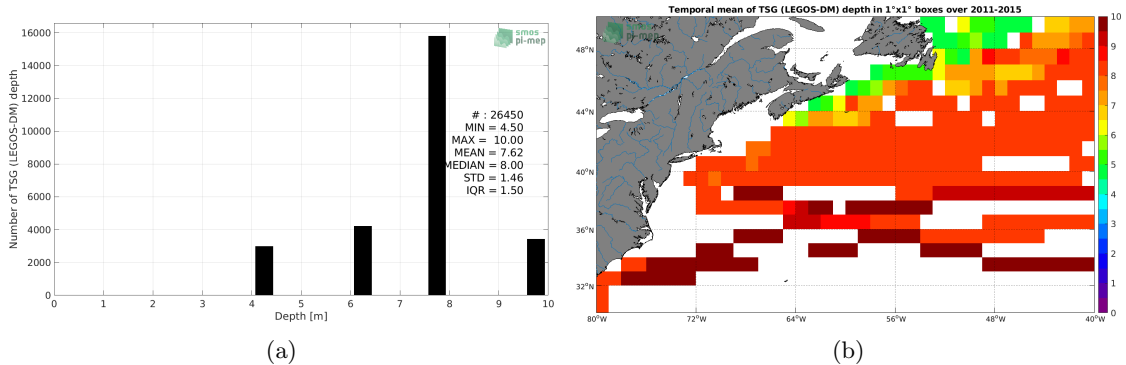 smos
pi-mep
# : 26450
MIN = 4.50
MAX = 10.00
MEAN = 7.62
MEDIAN = 8.00
STD = 1.46
IQR = 1.50
16000
14000
12000
10000
8000
6000
4000
2000
0
Number of TSG (LEGOS-DM) depth
0 1 2 3 4 5 6 7 8 9 10
Depth [m]
(a)
Temporal mean of TSG (LEGOS-DM) depth in 1°x1° boxes over 2011-2015
smos
pi-mep
48°N
44°N
40°N
36°N
32°N
80°W 72°W 64°W 56°W 48°W 40°W
10
9
8
7
6
5
4
3
2
1
0
(b)